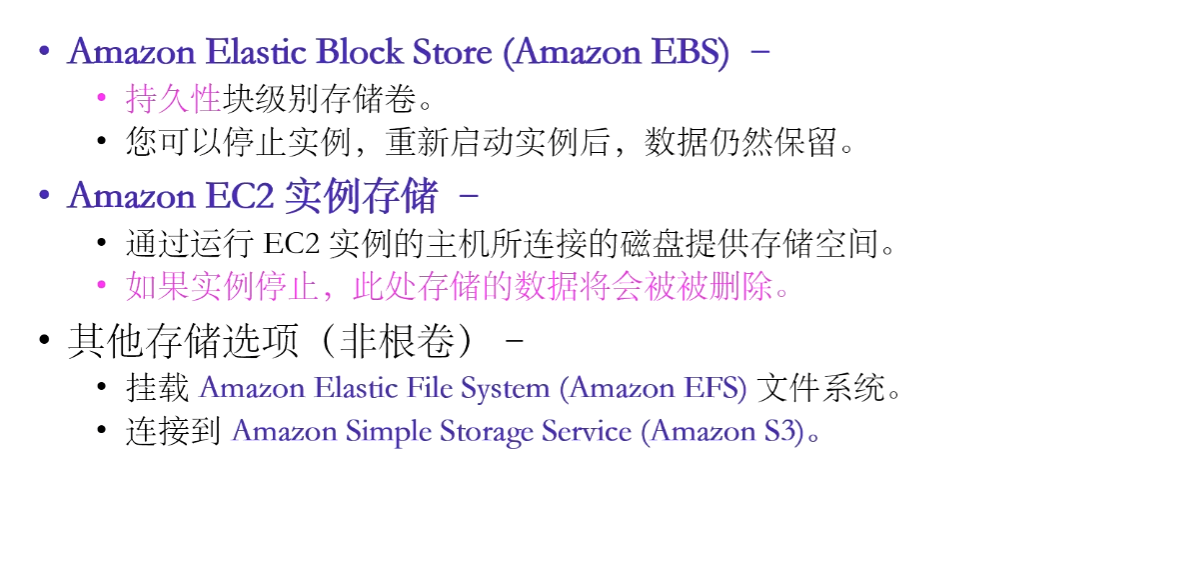 • Amazon Elastic Block Store (Amazon EBS) –
• 持久性块级别存储卷。
• 您可以停止实例，重新启动实例后，数据仍然保留。
• Amazon EC2 实例存储 –
• 通过运行 EC2 实例的主机所连接的磁盘提供存储空间。
• 如果实例停止，此处存储的数据将会被被删除。
• 其他存储选项（非根卷） –
• 挂载 Amazon Elastic File System (Amazon EFS) 文件系统。
• 连接到 Amazon Simple Storage Service (Amazon S3)。